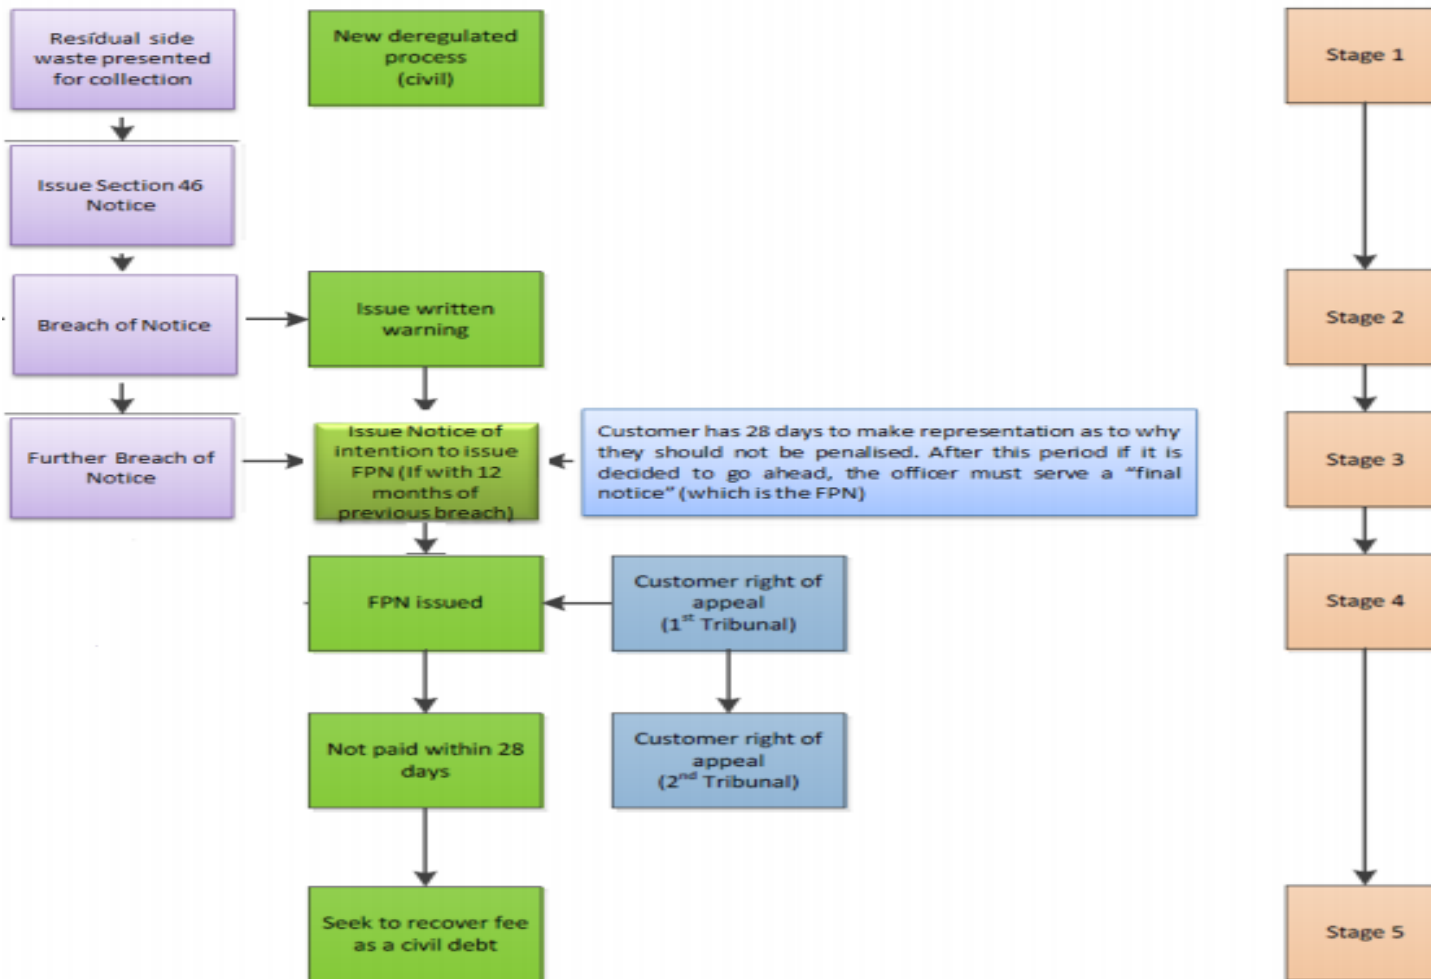 Residual side
waste presented
for collection
New deregulated
process
(civil)
Stage 1
Issue Section 46
Notice
Breach of Notice
Issue written
warning
Stage 2
Further Breach of
Notice
Issue Notice of
intention to issue
FPN (If with 12
months of
previous breach)
Customer has 28 days to make representation as to why
they should not be penalised. After this period if it is
decided to go ahead, the officer must serve a "final
notice" (which is the FPN)
Stage 3
FPN issued
Customer right of
appeal
(1st Tribunal)
Stage 4
Not paid within 28
days
Customer right of
appeal
(2nd Tribunal)
Seek to recover fee
as a civil debt
Stage 5